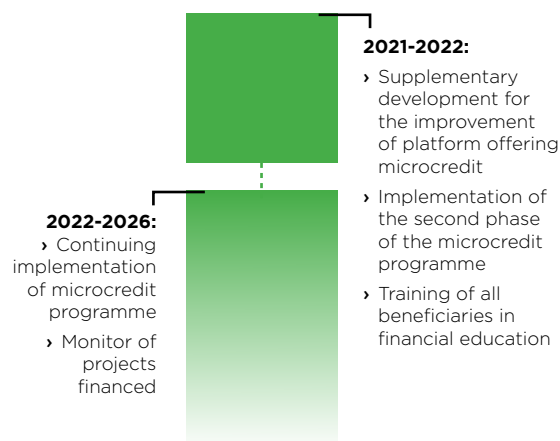 2021-2022:
› Supplementary
development for
the improvement
of platform offering
microcredit
› Implementation of
the second phase
of the microcredit
programme
› Training of all
beneficiaries in
financial education
2022-2026:
› Continuing
implementation
of microcredit
programme
› Monitor of
projects
financed